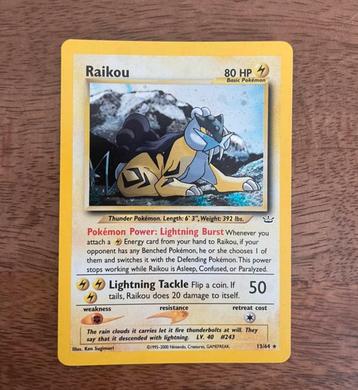 Raikou
80 HP
Basic Pokémon
Thunder Pokémon. Length: 6' 3", Weight: 392 lbs.
Pokémon Power: Lightning Burst Whenever you
attach a Energy card from your hand to Raikou, if your
opponent has any Benched Pokémon, he or she chooses 1 of
them and switches it with the Defending Pokémon. This power
stops working while Raikou is Asleep, Confused, or Paralyzed.
Lightning Tackle Flip a coin. If
tails, Raikou does 20 damage to itself.
50
weakness resistance retreat cost
The rain clouds it carries let it fire thunderbolts at will. They
say that it descended with lightning. LV. 40 #243
Illus. Ken Sugimori
©1995-2000 Nintendo, Creatures, GAMEFREAK.
13/64